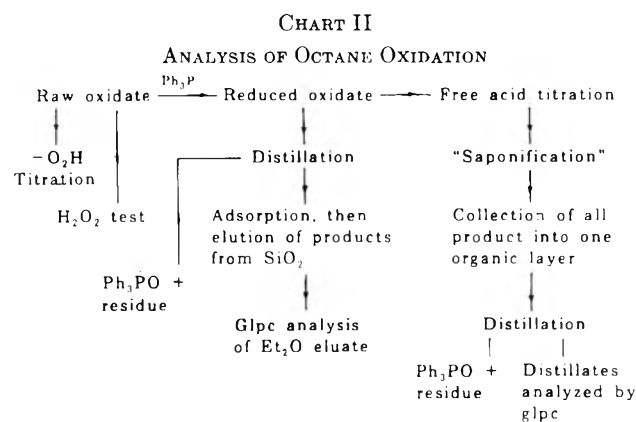 CHART II
ANALYSIS OF OCTANE OXIDATION
Ph₃P
Raw oxidate Reduced oxidate Free acid titration
–O₂H
Titration
H₂O₂ test
Distillation
Adsorption, then
elution of products
from SiO₂
Ph₃PO +
residue
Glpc analysis
of Et₂O eluate
"Saponification"
Collection of all
product into one
organic layer
Distillation
Ph₃PO +
residue
Distillates
analyzed by
glpc